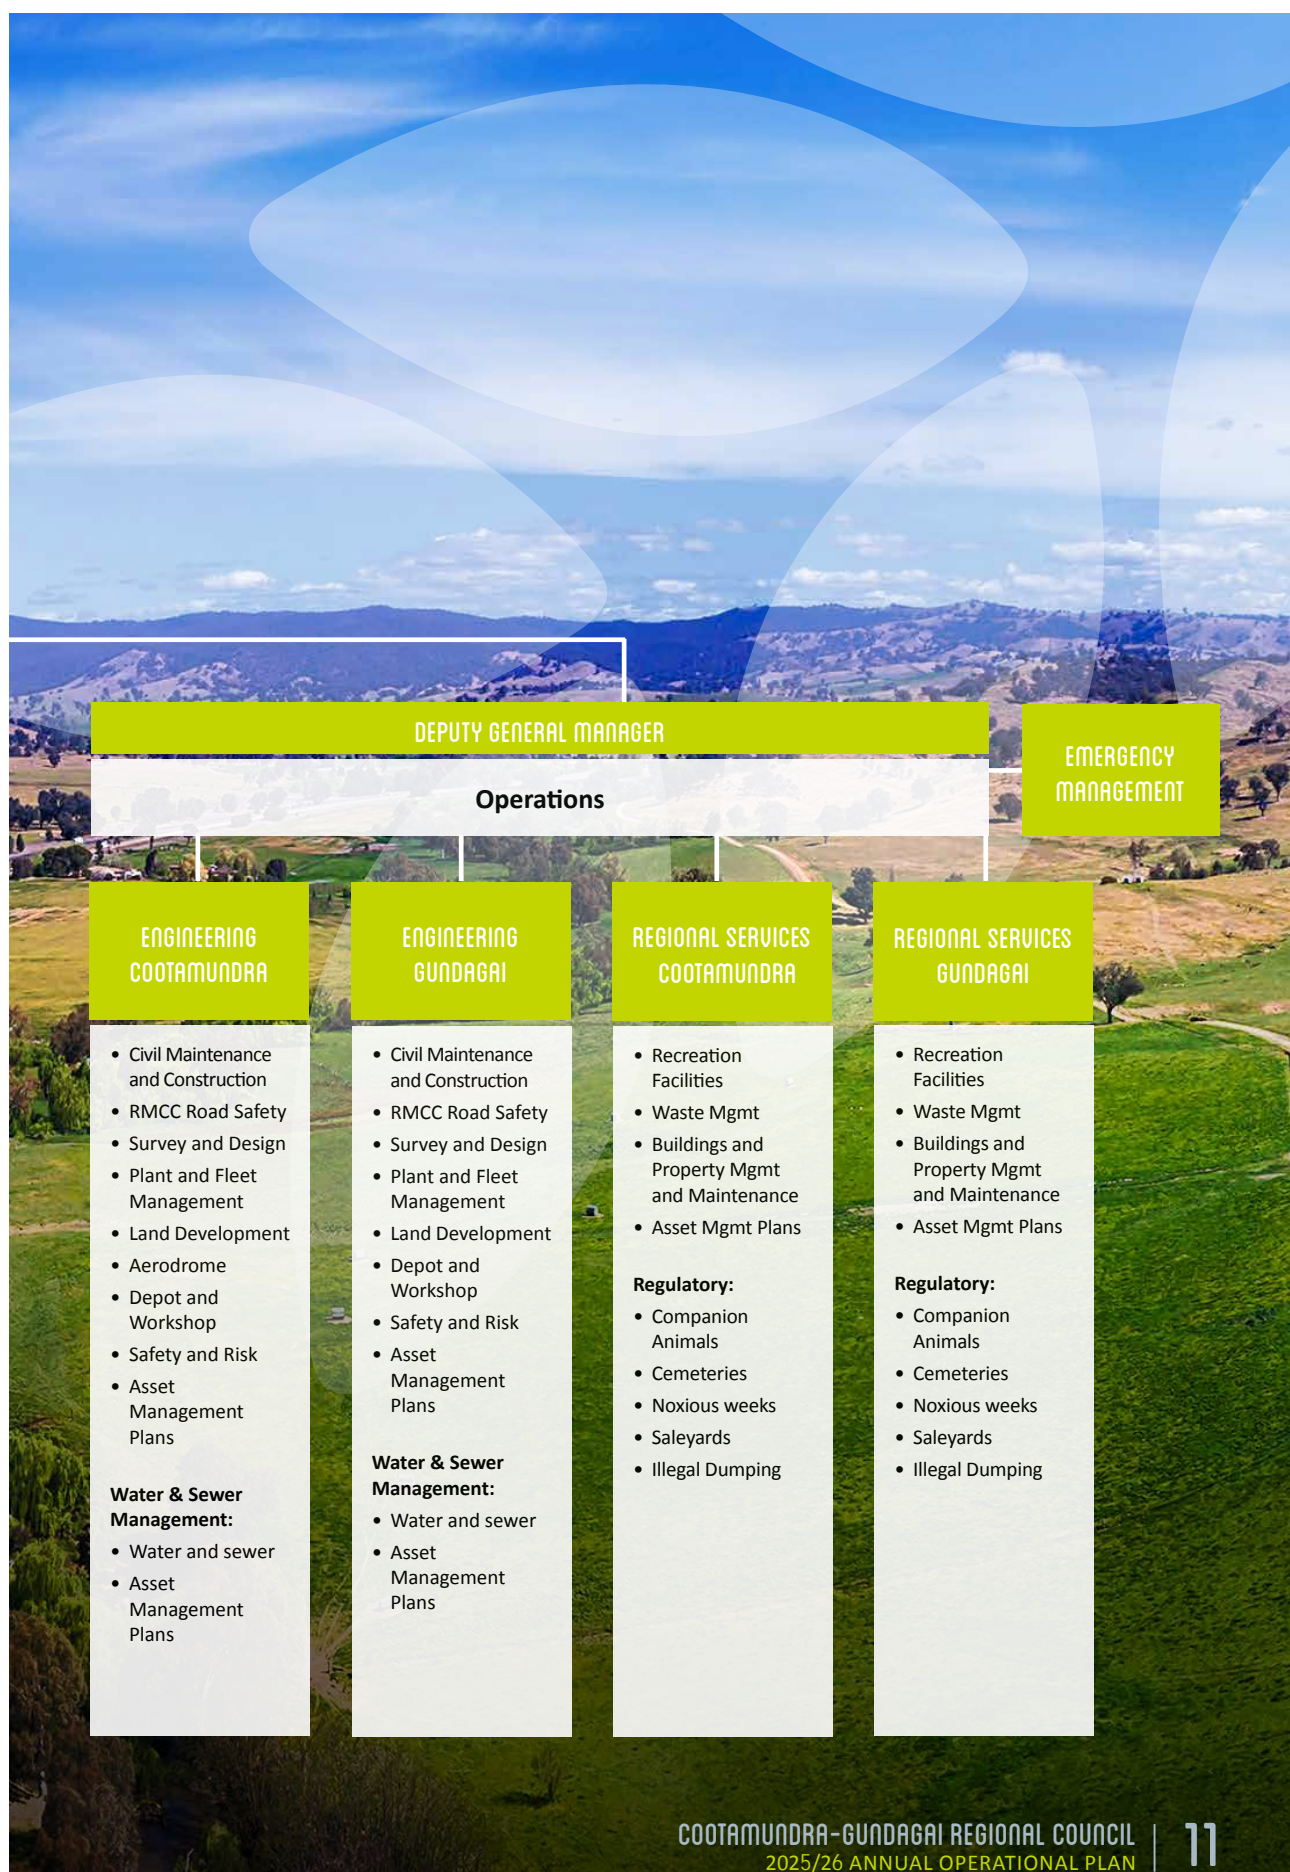 DEPUTY GENERAL MANAGER
Operations
EMERGENCY
MANAGEMENT
ENGINEERING
COOTAMUNDRA
• Civil Maintenance
and Construction
• RMCC Road Safety
• Survey and Design
• Plant and Fleet
Management
• Land Development
• Aerodrome
• Depot and
Workshop
• Safety and Risk
• Asset
Management
Plans
Water & Sewer
Management:
• Water and sewer
• Asset
Management
Plans
ENGINEERING
GUNDAGAI
• Civil Maintenance
and Construction
• RMCC Road Safety
• Survey and Design
• Plant and Fleet
Management
• Land Development
• Depot and
Workshop
• Safety and Risk
• Asset
Management
Plans
Water & Sewer
Management:
• Water and sewer
• Asset
Management
Plans
REGIONAL SERVICES
COOTAMUNDRA
• Recreation
Facilities
• Waste Mgmt
• Buildings and
Property Mgmt
and Maintenance
• Asset Mgmt Plans
Regulatory:
• Companion
Animals
• Cemeteries
• Noxious weeks
• Saleyards
• Illegal Dumping
REGIONAL SERVICES
GUNDAGAI
• Recreation
Facilities
• Waste Mgmt
• Buildings and
Property Mgmt
and Maintenance
• Asset Mgmt Plans
Regulatory:
• Companion
Animals
• Cemeteries
• Noxious weeks
• Saleyards
• Illegal Dumping
COOTAMUNDRA-GUNDAGAI REGIONAL COUNCIL
2025/26 ANNUAL OPERATIONAL PLAN
11